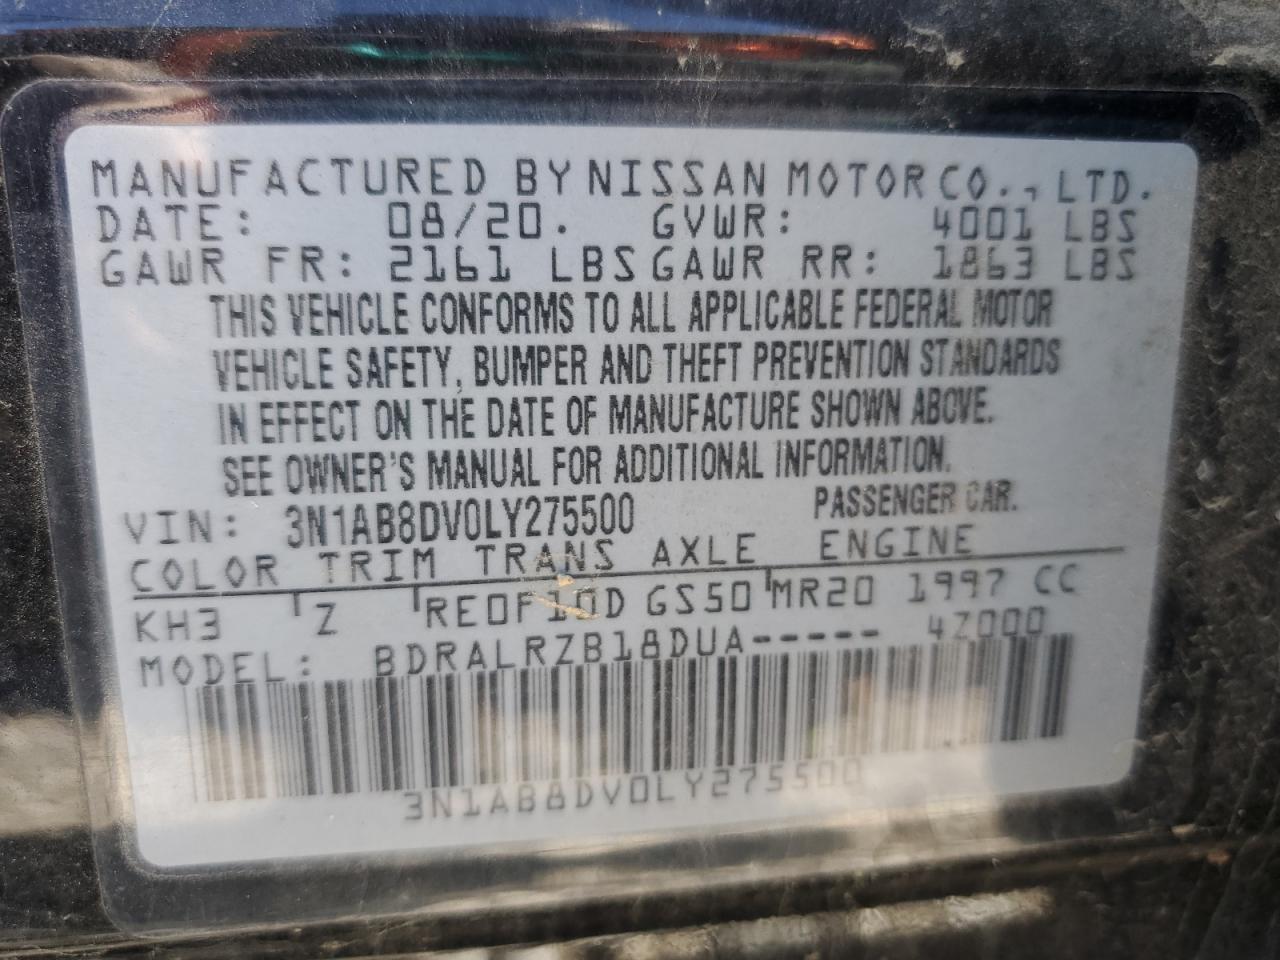 MANUFACTURED BY NISSAN MOTOR CO., LTD.
DATE: 08/20. GVWR: 4001 LBS
GAWR FR: 2161 LBS GAWR RR: 1863 LBS
THIS VEHICLE CONFORMS TO ALL APPLICABLE FEDERAL MOTOR
VEHICLE SAFETY, BUMPER AND THEFT PREVENTION STANDARDS
IN EFFECT ON THE DATE OF MANUFACTURE SHOWN ABOVE.
SEE OWNER'S MANUAL FOR ADDITIONAL INFORMATION.
VIN: 3N1AB8DV0LY275500 PASSENGER CAR.
COLOR TRIM TRANS AXLE ENGINE
KH3 Z RE0F10D GS50 MR20 1997 CC
MODEL: BDRALRZB18DUA----- 4Z000
3N1AB8DV0LY275500